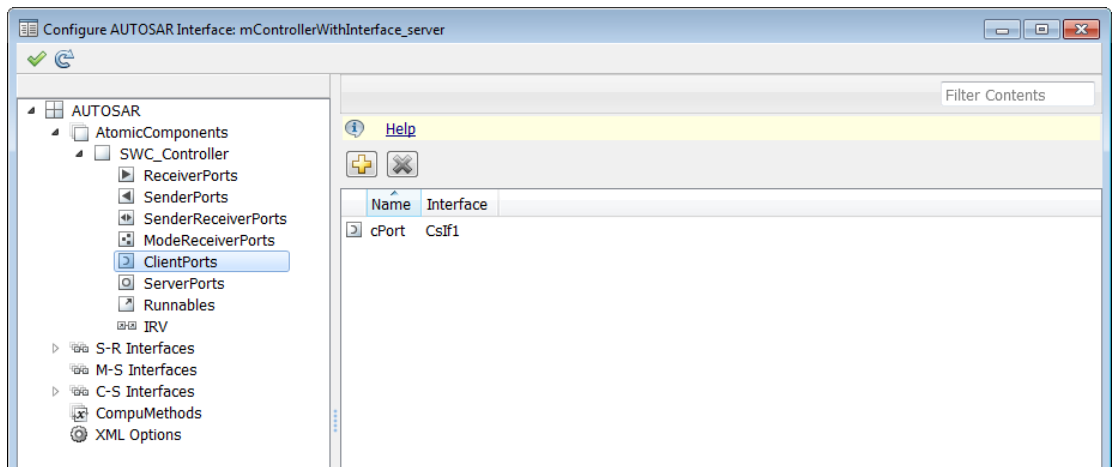 Configure AUTOSAR Interface: mControllerWithInterface_server
Filter Contents
AUTOSAR
AtomicComponents
SWC_Controller
ReceiverPorts
SenderPorts
SenderReceiverPorts
ModeReceiverPorts
ClientPorts
ServerPorts
Runnables
IRV
S-R Interfaces
M-S Interfaces
C-S Interfaces
CompuMethods
XML Options
Help
Name Interface
cPort CsIf1